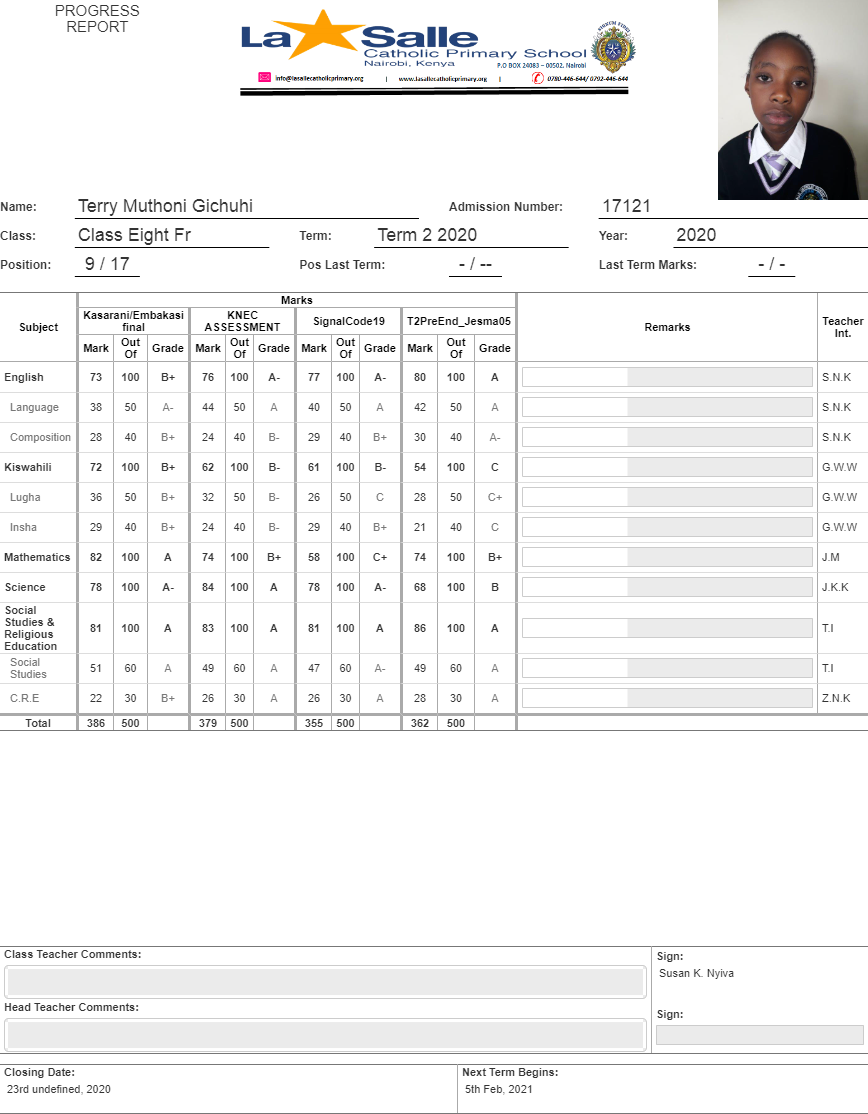 PROGRESS
REPORT
La Salle
Catholic Primary School
Nairobi, Kenya
P.O BOX 24083 – 00502, Nairobi
info@lasallecatholicprimary.org | www.lasallecatholicprimary.org | 0780-446-644/ 0792-446-644
Name: Terry Muthoni Gichuhi Admission Number: 17121
Class: Class Eight Fr Term: Term 2 2020 Year: 2020
Position: 9 / 17 Pos Last Term: - / -- Last Term Marks: - / -
Marks
Subject Kasarani/Embakasi final KNEC ASSESSMENT SignalCode19 T2PreEnd_Jesma05 Remarks Teacher Int.
Mark Out Of Grade Mark Out Of Grade Mark Out Of Grade Mark Out Of Grade
English 73 100 B+ 76 100 A- 77 100 A- 80 100 A S.N.K
Language 38 50 A- 44 50 A 40 50 A 42 50 A S.N.K
Composition 28 40 B+ 24 40 B- 29 40 B+ 30 40 A- S.N.K
Kiswahili 72 100 B+ 62 100 B- 61 100 B- 54 100 C G.W.W
Lugha 36 50 B+ 32 50 B- 26 50 C 28 50 C+ G.W.W
Insha 29 40 B+ 24 40 B- 29 40 B+ 21 40 C G.W.W
Mathematics 82 100 A 74 100 B+ 58 100 C+ 74 100 B+ J.M
Science 78 100 A- 84 100 A 78 100 A- 68 100 B J.K.K
Social Studies & Religious Education 81 100 A 83 100 A 81 100 A 86 100 A T.I
Social Studies 51 60 A 49 60 A 47 60 A- 49 60 A T.I
C.R.E 22 30 B+ 26 30 A 26 30 A 28 30 A Z.N.K
Total 386 500 379 500 355 500 362 500
Class Teacher Comments: Sign:
Susan K. Nyiva
Head Teacher Comments: Sign:
Closing Date: Next Term Begins:
23rd undefined, 2020 5th Feb, 2021